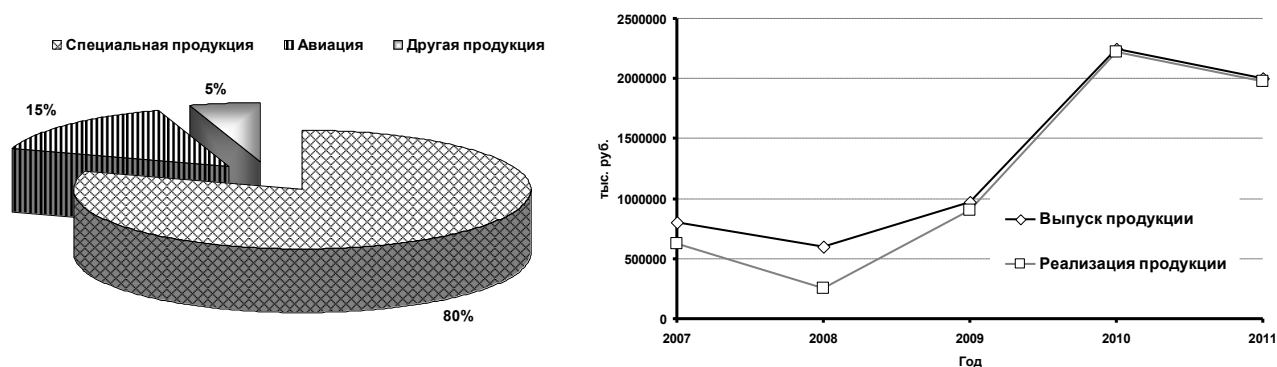 Специальная продукция Авиация Другая продукция
5%
15%
80%
2500000
2000000
1500000
1000000
500000
0
тыс. руб.
Выпуск продукции
Реализация продукции
2007 2008 2009 2010 2011
Год